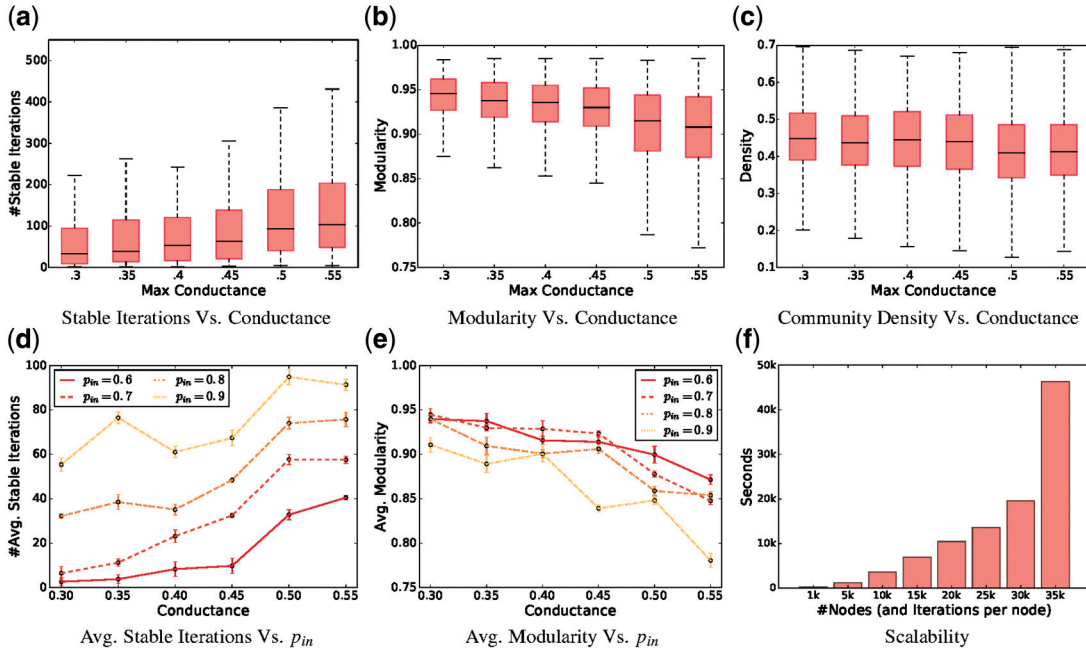 (a)
500
400
300
200
100
0
#Stable Iterations
.3 .35 .4 .45 .5 .55
Max Conductance
Stable Iterations Vs. Conductance
(b)
1.00
0.95
0.90
0.85
0.80
0.75
Modularity
.3 .35 .4 .45 .5 .55
Max Conductance
Modularity Vs. Conductance
(c)
0.7
0.6
0.5
0.4
0.3
0.2
0.1
Density
.3 .35 .4 .45 .5 .55
Max Conductance
Community Density Vs. Conductance
(d)
100
80
60
40
20
0
#Avg. Stable Iterations
p_in = 0.6
p_in = 0.7
p_in = 0.8
p_in = 0.9
0.30 0.35 0.40 0.45 0.50 0.55
Conductance
Avg. Stable Iterations Vs. p_in
(e)
1.00
0.95
0.90
0.85
0.80
0.75
Avg. Modularity
p_in = 0.6
p_in = 0.7
p_in = 0.8
p_in = 0.9
0.30 0.35 0.40 0.45 0.50 0.55
Conductance
Avg. Modularity Vs. p_in
(f)
50k
40k
30k
20k
10k
0
Seconds
1k 5k 10k 15k 20k 25k 30k 35k
#Nodes (and Iterations per node)
Scalability